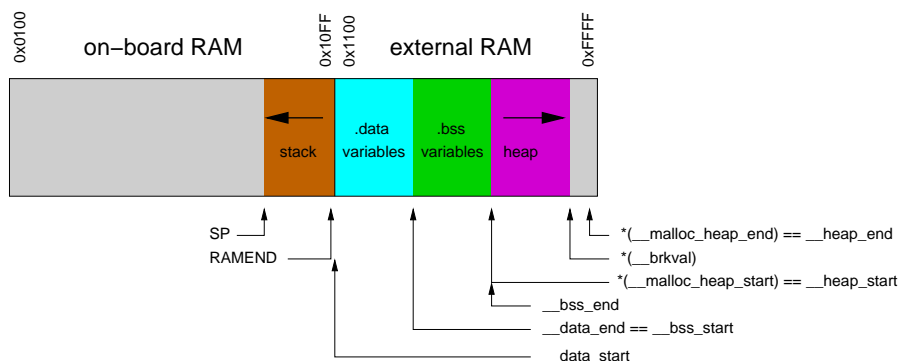 0x0100
on−board RAM
0x10FF
0x1100
external RAM
0xFFFF
stack
.data
variables
.bss
variables
heap
SP
RAMEND
*(__malloc_heap_end) == __heap_end
*(__brkval)
*(__malloc_heap_start) == __heap_start
__bss_end
__data_end == __bss_start
__data_start